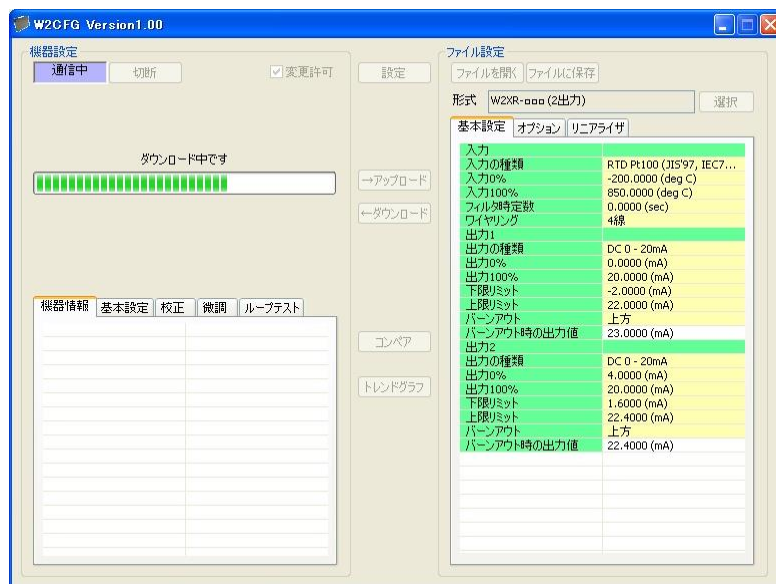 W2CFG Version1.00
機器設定
通信中
切断
変更許可
ダウンロード中です
機器情報
基本設定
校正
微調
ループテスト
設定
→アップロード
←ダウンロード
コンペア
トレンドグラフ
ファイル設定
ファイルを開く
ファイルに保存
形式 W2XR-□□□ (2出力)
選択
基本設定
オプション
リニアライザ
入力
入力の種類 RTD Pt100 (JIS'97, IEC7...
入力0% -200.0000 (deg C)
入力100% 850.0000 (deg C)
フィルタ時定数 0.0000 (sec)
ワイヤリング 4線
出力1
出力の種類 DC 0 - 20mA
出力0% 0.0000 (mA)
出力100% 20.0000 (mA)
下限リミット -2.0000 (mA)
上限リミット 22.0000 (mA)
バーンアウト 上方
バーンアウト時の出力値 23.0000 (mA)
出力2
出力の種類 DC 0 - 20mA
出力0% 4.0000 (mA)
出力100% 20.0000 (mA)
下限リミット 1.6000 (mA)
上限リミット 22.4000 (mA)
バーンアウト 上方
バーンアウト時の出力値 22.4000 (mA)